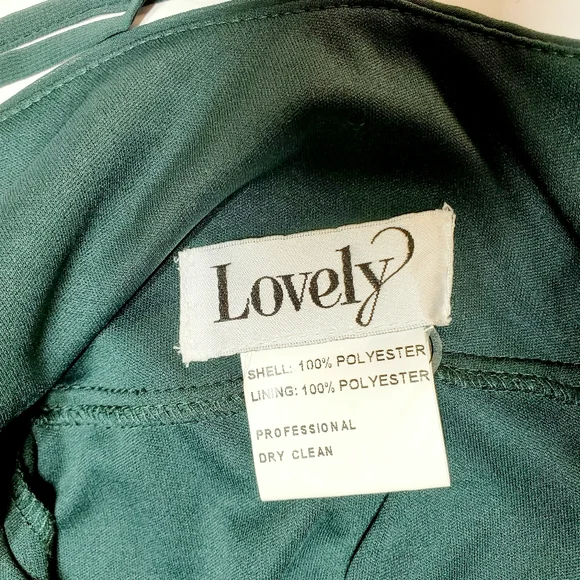 Lovely
SHELL: 100% POLYESTER
LINING: 100% POLYESTER
PROFESSIONAL
DRY CLEAN